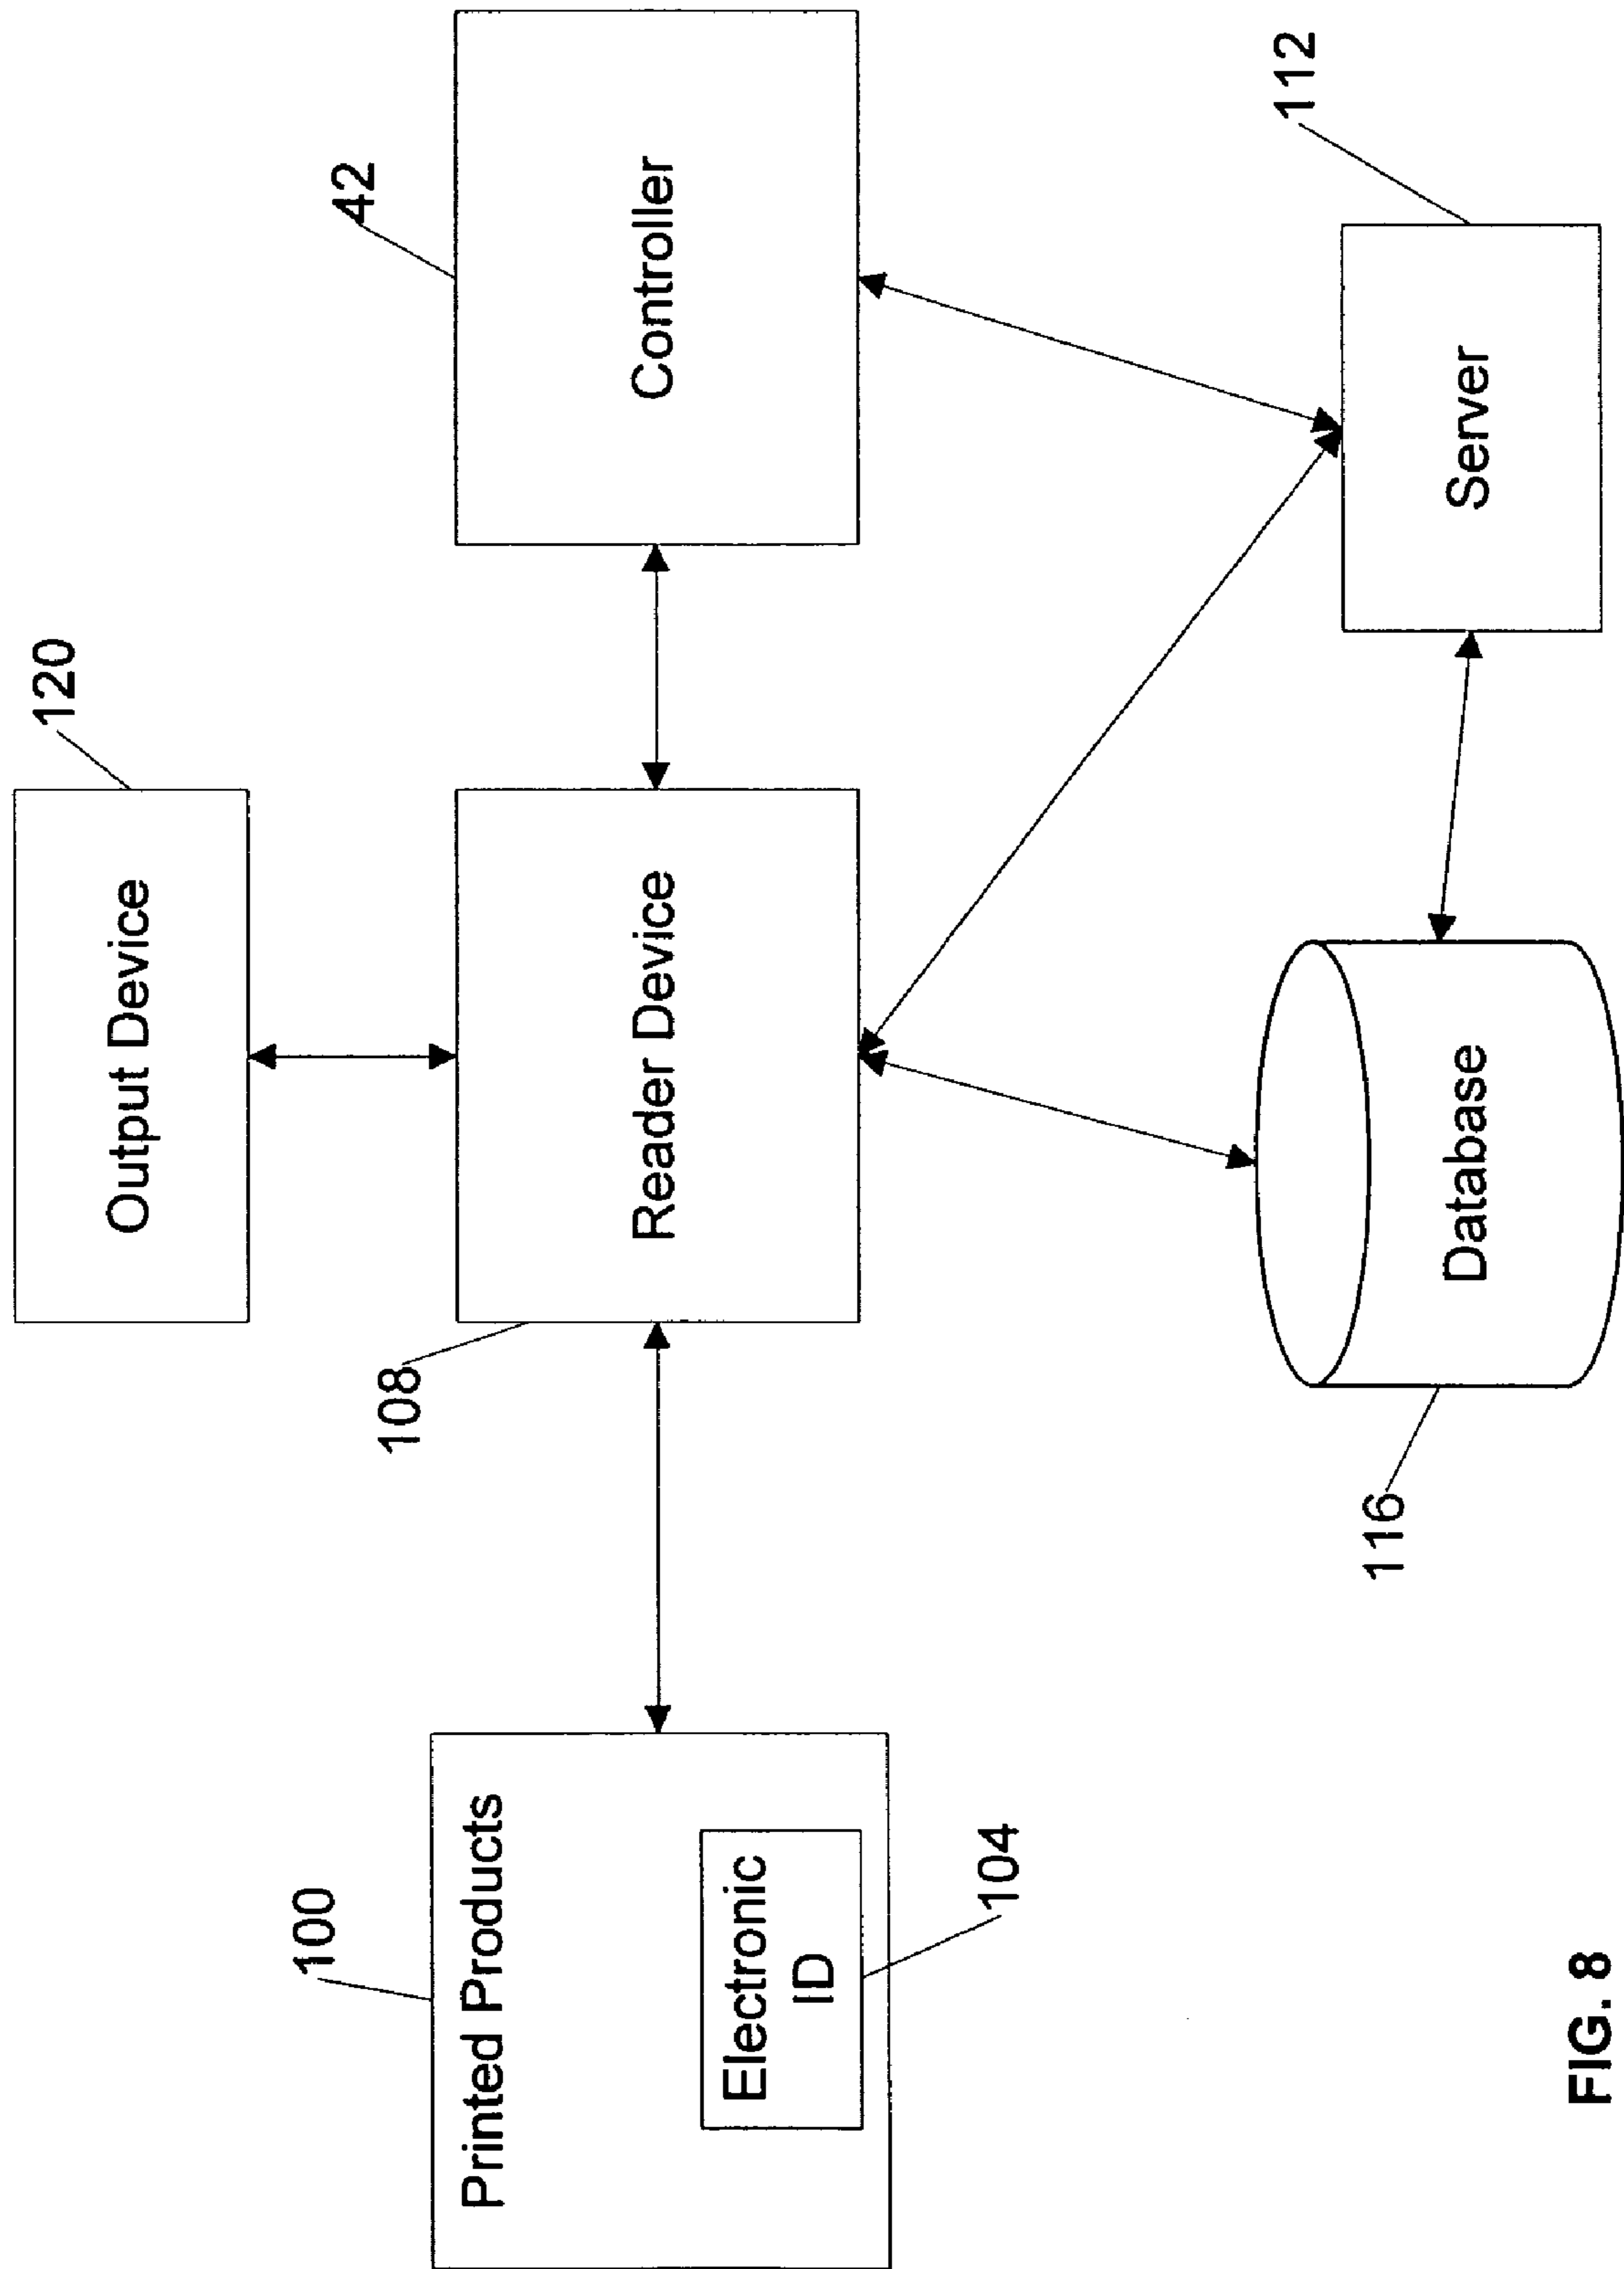 Output Device
120
100
Printed Products
Electronic
ID
104
108
Reader Device
42
Controller
116
Database
Server
112
FIG. 8